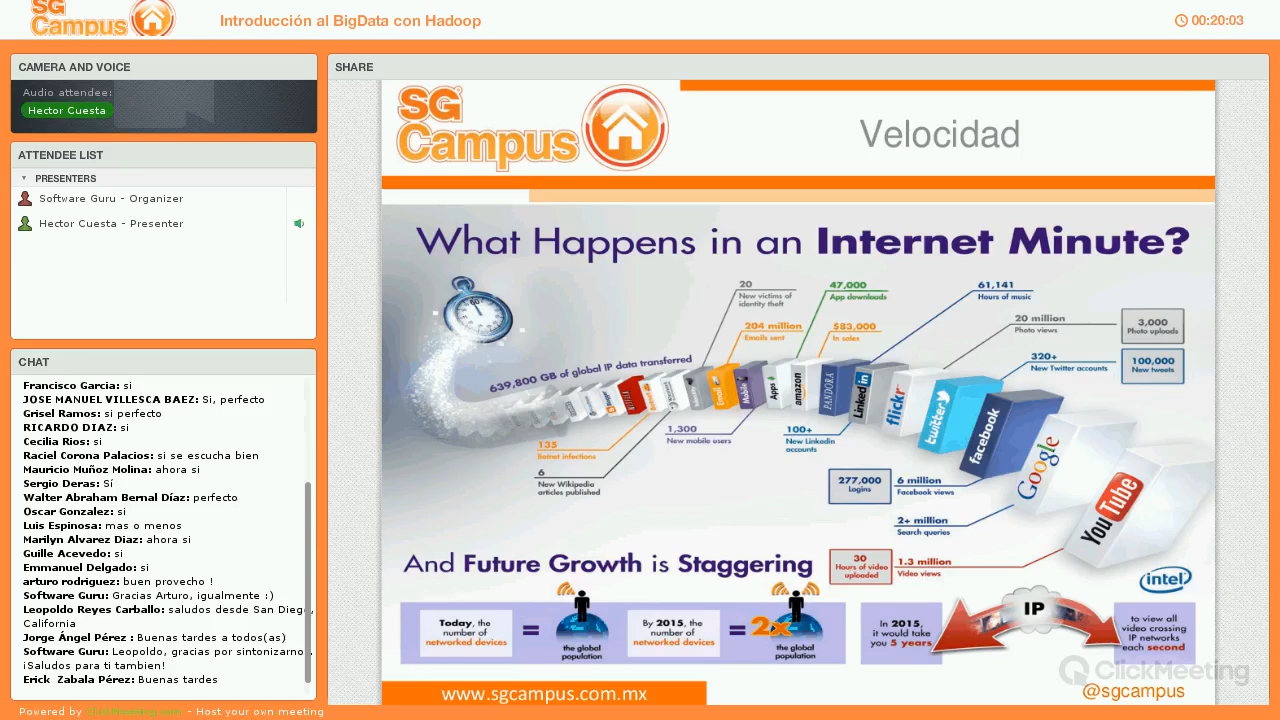 SG
Campus
Introducción al BigData con Hadoop
00:20:03
CAMERA AND VOICE
Audio attendee:
Hector Cuesta
ATTENDEE LIST
PRESENTERS
Software Guru - Organizer
Hector Cuesta - Presenter
CHAT
Francisco Garcia: si
JOSE MANUEL VILLESCA BAEZ: Si, perfecto
Grisel Ramos: si perfecto
RICARDO DIAZ: si
Cecilia Rios: si
Raciel Corona Palacios: si se escucha bien
Mauricio Muñoz Molina: ahora si
Sergio Deras: Sí
Walter Abraham Bernal Díaz: perfecto
Oscar Gonzalez: si
Luis Espinosa: mas o menos
Marilyn Alvarez Diaz: ahora si
Guille Acevedo: si
Emmanuel Delgado: si
arturo rodriguez: buen provecho !
Software Guru: Gracias Arturo, igualmente :)
Leopoldo Reyes Carballo: saludos desde San Diego,
California
Jorge Ángel Pérez : Buenas tardes a todos(as)
Software Guru: Leopoldo, gracias por sintonizarno
¡Saludos para ti tambien!
Erick Zabala Pérez: Buenas tardes
Powered by ClickMeeting.com - Host your own meeting
SHARE
SG
Campus
Velocidad
What Happens in an Internet Minute?
20
New victims of
identity theft
47,000
App downloads
61,141
Hours of music
204 million
Emails sent
$83,000
In sales
20 million
Photo views
3,000
Photo uploads
320+
New Twitter accounts
100,000
New tweets
639,800 GB of global IP data transferred
Email
Mobile
Apps
amazon
PANDORA
Linked in
flickr
twitter
facebook
Google
You Tube
135
Botnet infections
6
New Wikipedia
articles published
1,300
New mobile users
100+
New Linkedin
accounts
277,000
Logins
6 million
Facebook views
2+ million
Search queries
And Future Growth is Staggering
30
Hours of video
uploaded
1.3 million
Video views
intel
Today, the
number of
networked devices
=
the global
population
By 2015, the
number of
networked devices
=
2x
the global
population
In 2015,
it would take
you 5 years
IP
to view all
video crossing
IP networks
each second
ClickMeeting
www.sgcampus.com.mx
@sgcampus